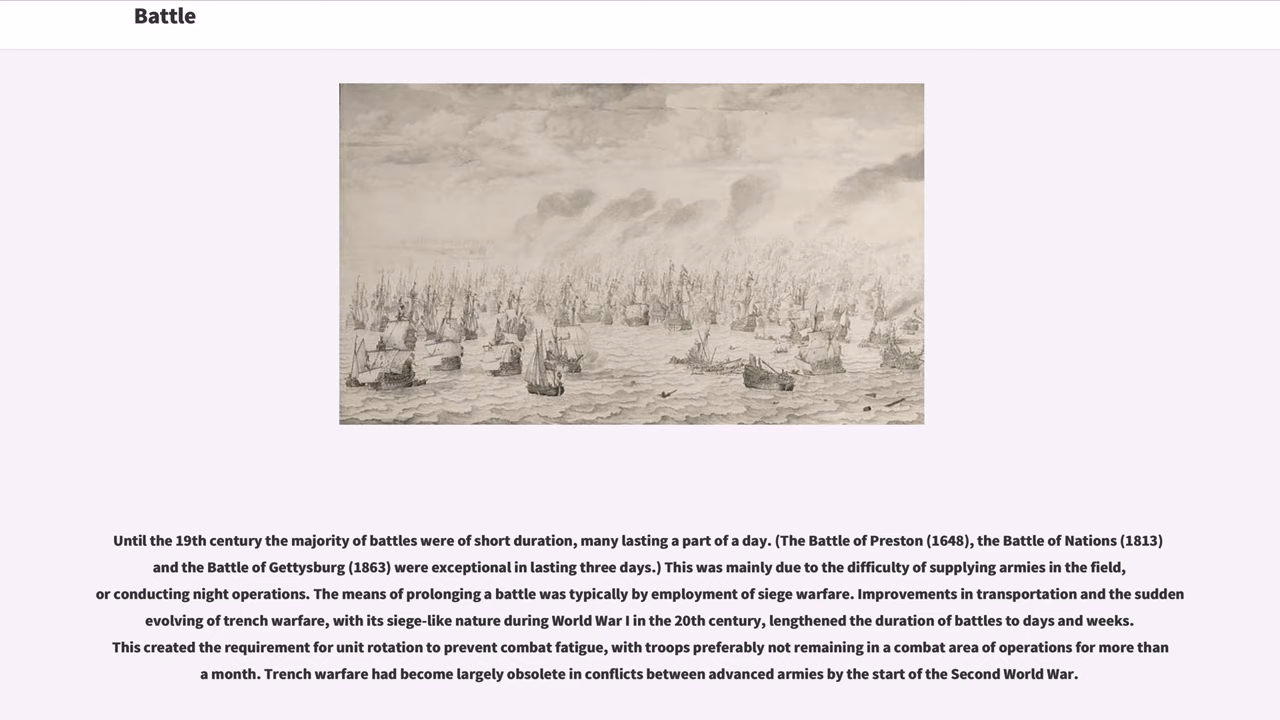 Battle
Until the 19th century the majority of battles were of short duration, many lasting a part of a day. (The Battle of Preston (1648), the Battle of Nations (1813)
and the Battle of Gettysburg (1863) were exceptional in lasting three days.) This was mainly due to the difficulty of supplying armies in the field,
or conducting night operations. The means of prolonging a battle was typically by employment of siege warfare. Improvements in transportation and the sudden
evolving of trench warfare, with its siege-like nature during World War I in the 20th century, lengthened the duration of battles to days and weeks.
This created the requirement for unit rotation to prevent combat fatigue, with troops preferably not remaining in a combat area of operations for more than
a month. Trench warfare had become largely obsolete in conflicts between advanced armies by the start of the Second World War.